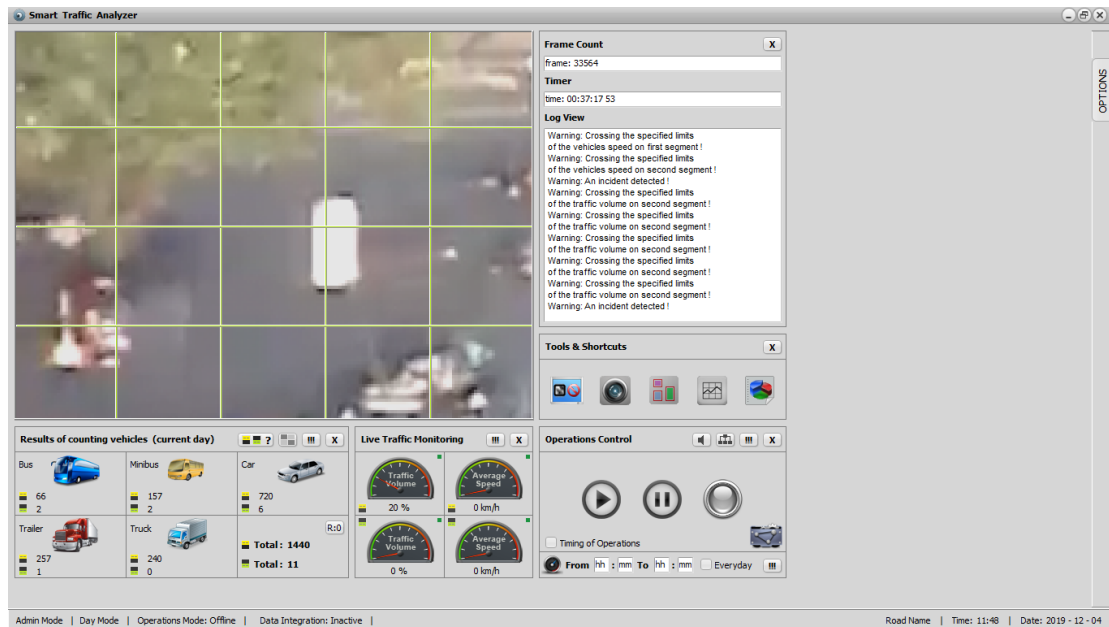 Smart Traffic Analyzer
OPTIONS
Frame Count
X
frame: 33564
Timer
time: 00:37:17 53
Log View
Warning: Crossing the specified limits
of the vehicles speed on first segment !
Warning: Crossing the specified limits
of the vehicles speed on second segment !
Warning: An incident detected !
Warning: Crossing the specified limits
of the traffic volume on second segment !
Warning: Crossing the specified limits
of the traffic volume on second segment !
Warning: Crossing the specified limits
of the traffic volume on second segment !
Warning: Crossing the specified limits
of the traffic volume on second segment !
Warning: Crossing the specified limits
of the traffic volume on second segment !
Warning: An incident detected !
Tools & Shortcuts
X
Results of counting vehicles (current day)
? !!! X
Bus
66
2
Minibus
157
2
Car
720
6
Trailer
257
1
Truck
240
0
R:0
Total : 1440
Total : 11
Live Traffic Monitoring
!!! X
Traffic Volume
20 %
Average Speed
0 km/h
Traffic Volume
0 %
Average Speed
0 km/h
Operations Control
!!! X
Timing of Operations
From hh : mm To hh : mm Everyday !!!
Admin Mode | Day Mode | Operations Mode: Offline | Data Integration: Inactive |
Road Name | Time: 11:48 | Date: 2019 - 12 - 04